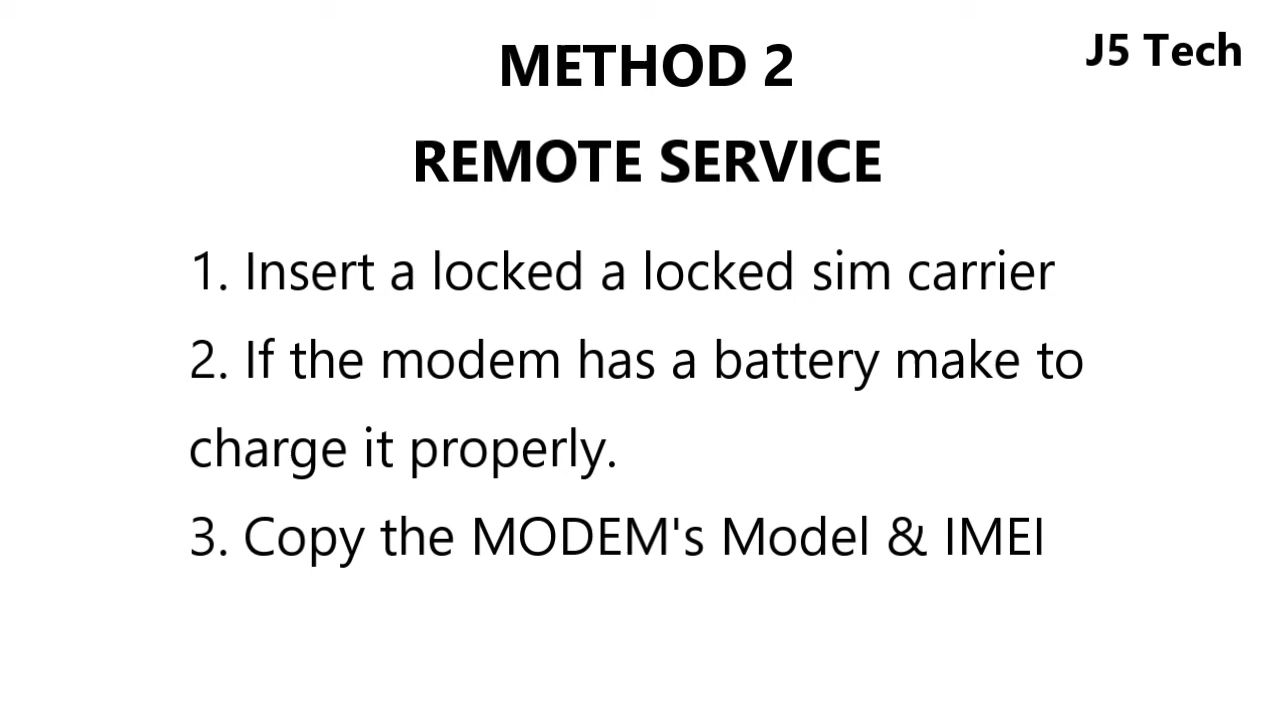 J5 Tech
METHOD 2
REMOTE SERVICE
1. Insert a locked a locked sim carrier
2. If the modem has a battery make to
charge it properly.
3. Copy the MODEM's Model & IMEI